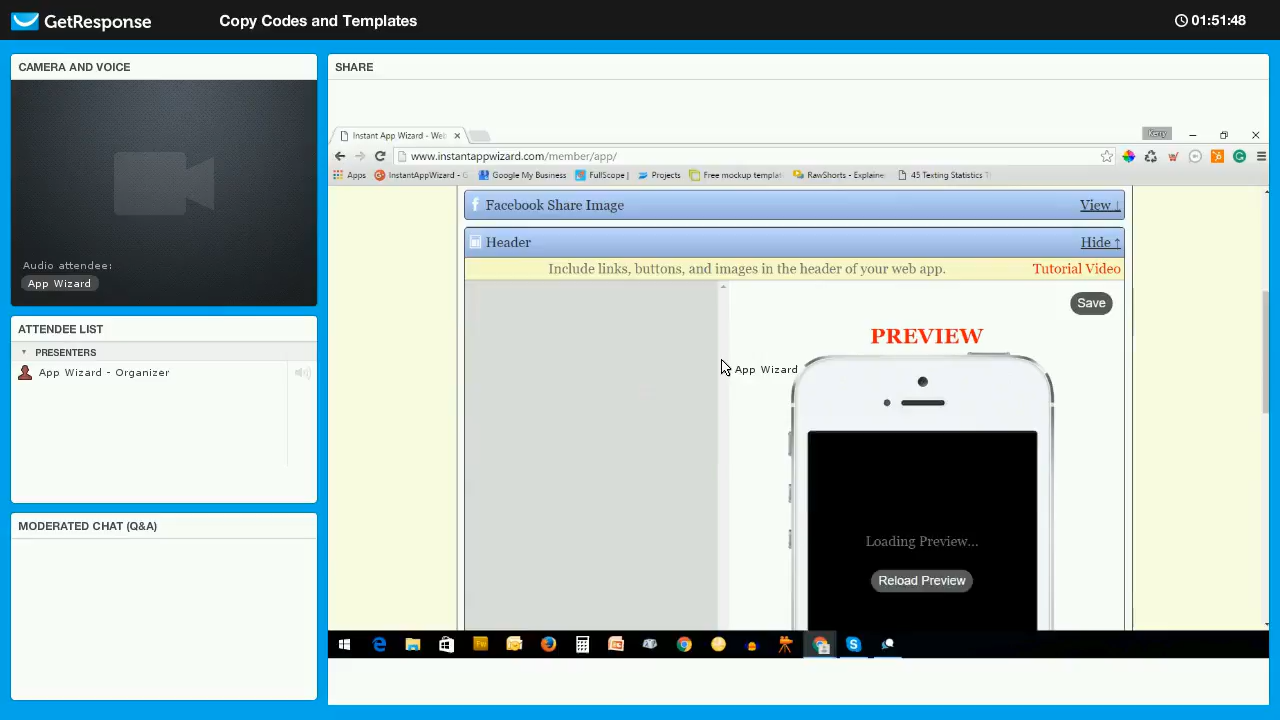 GetResponse
Copy Codes and Templates
01:51:48
CAMERA AND VOICE
Audio attendee:
App Wizard
ATTENDEE LIST
PRESENTERS
App Wizard - Organizer
MODERATED CHAT (Q&A)
SHARE
Instant App Wizard - Web
Kerry
www.instantappwizard.com/member/app/
Apps
InstantAppWizard - G
Google My Business
FullScope |
Projects
Free mockup templat
RawShorts - Explaine
45 Texting Statistics T
Facebook Share Image
View ↓
Header
Hide ↑
Include links, buttons, and images in the header of your web app.
Tutorial Video
Save
PREVIEW
App Wizard
Loading Preview...
Reload Preview